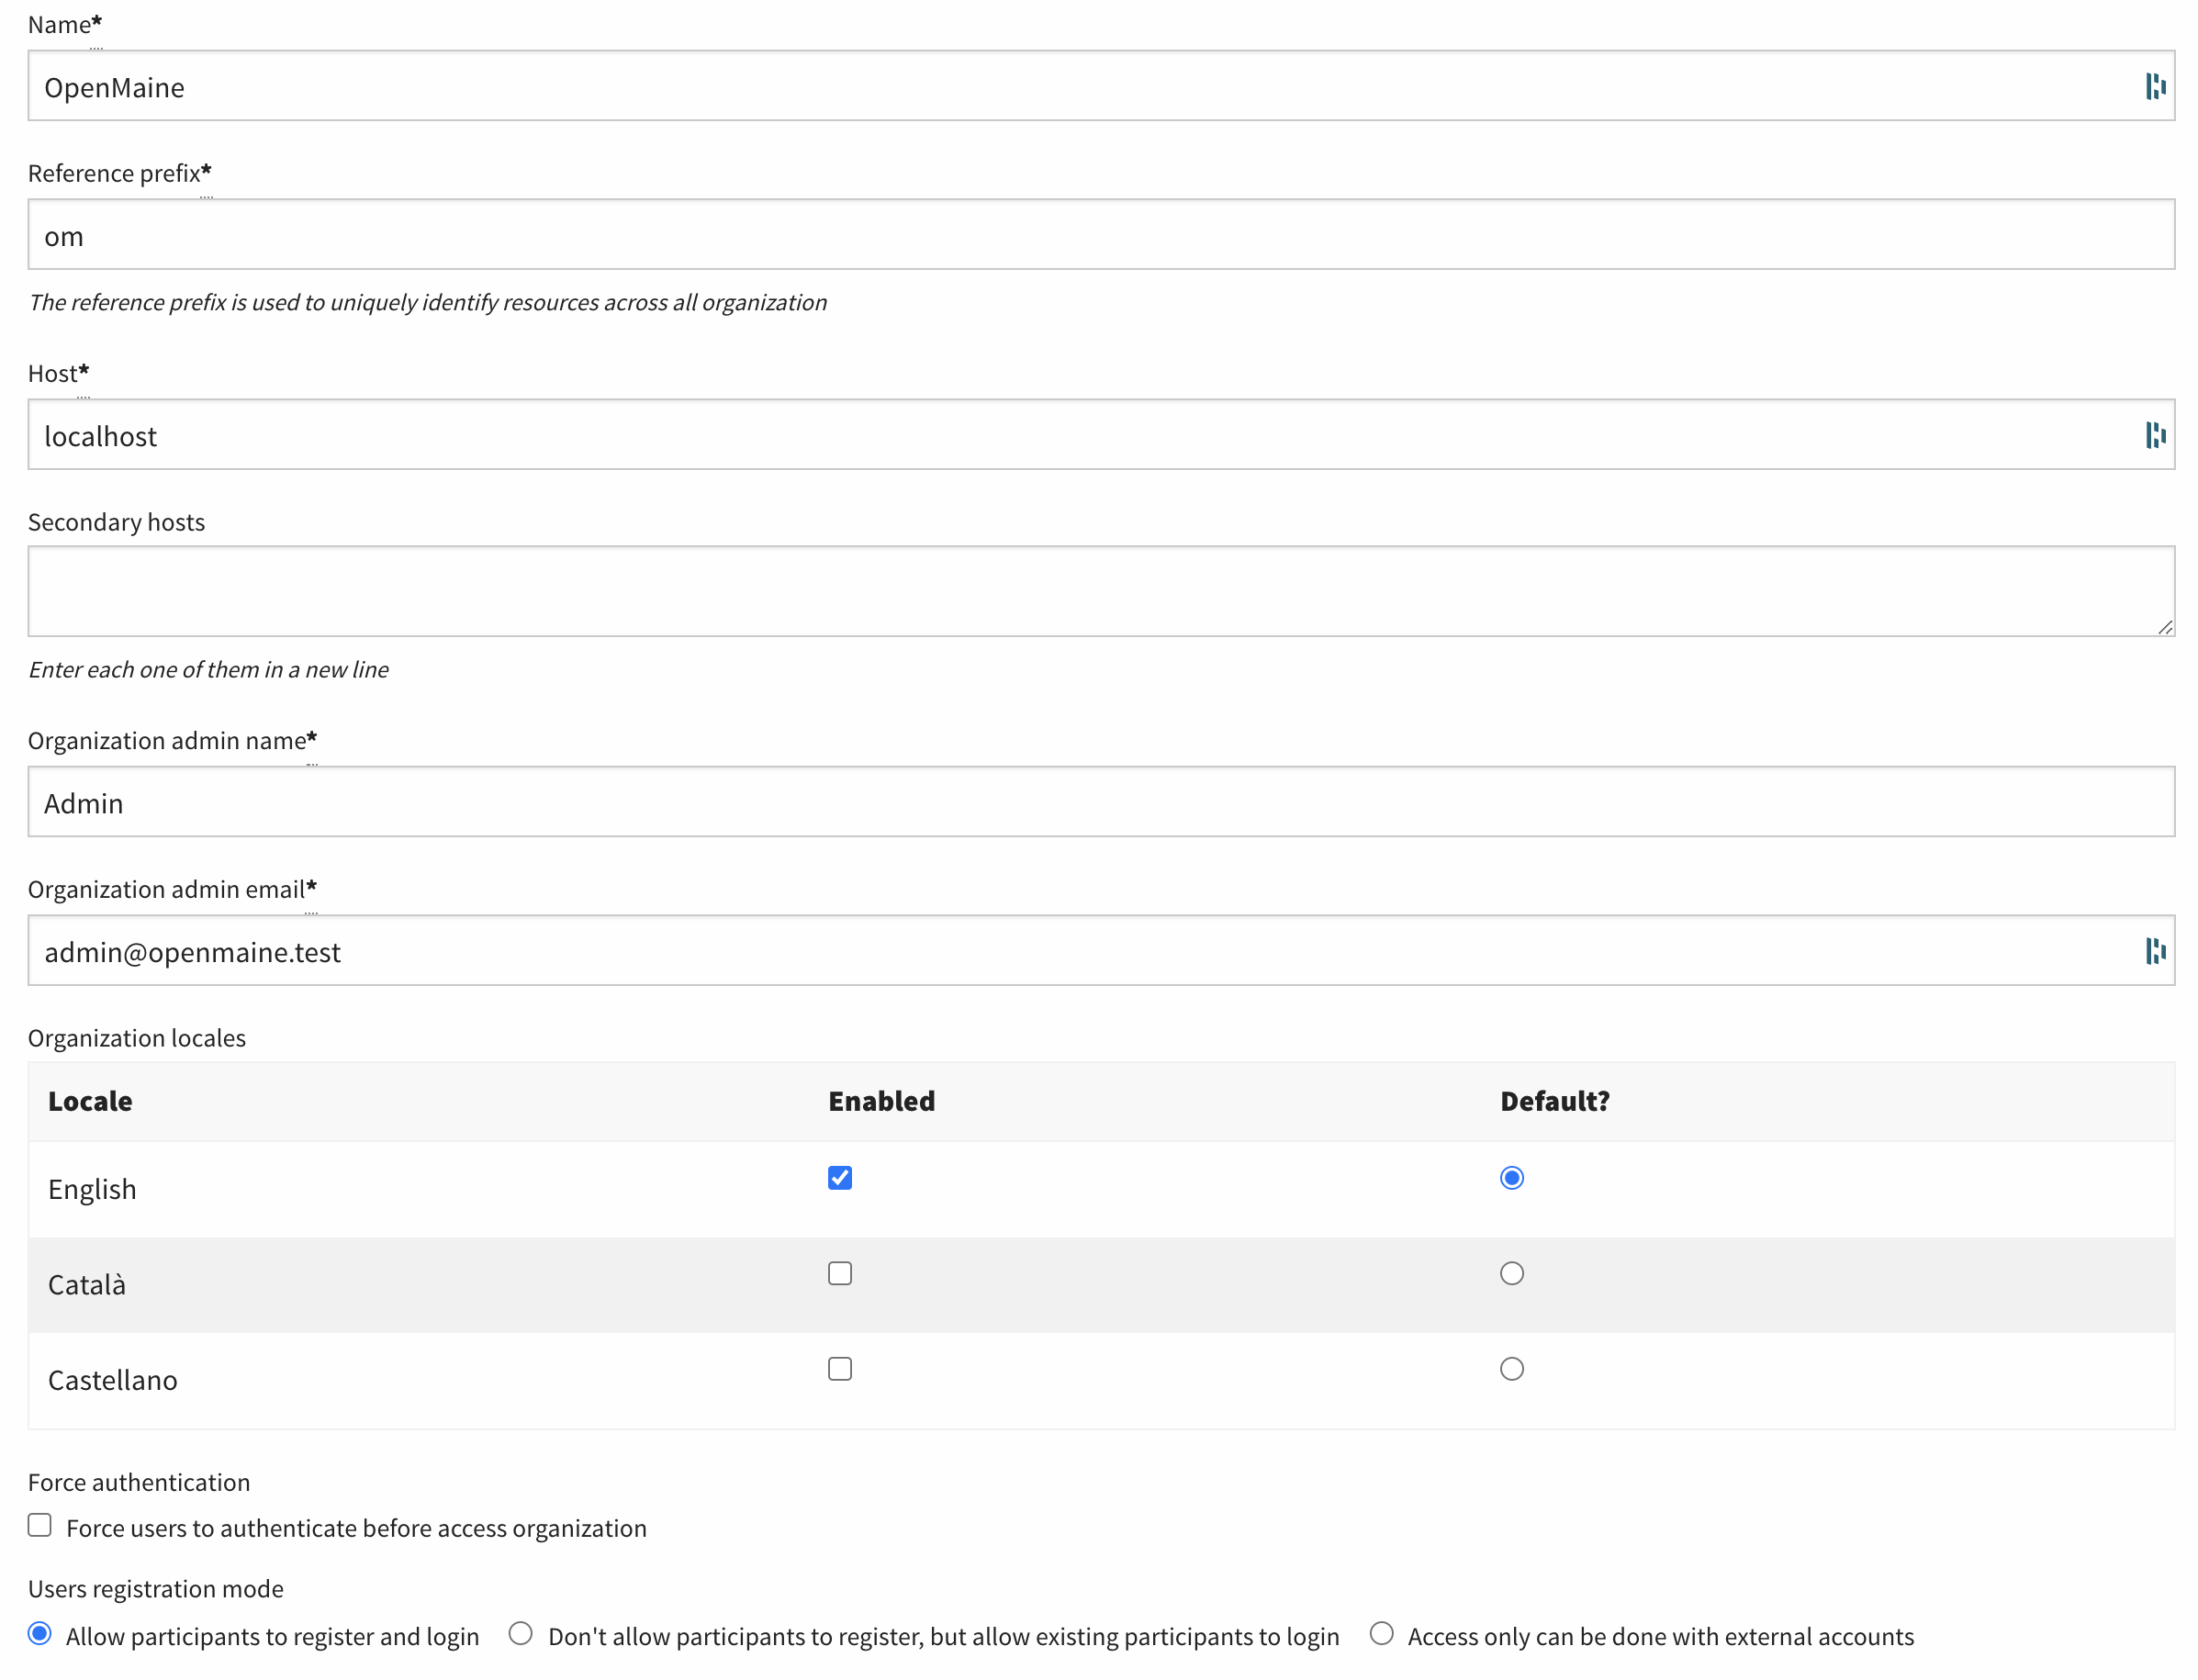 Name*
OpenMaine
Reference prefix*
om
The reference prefix is used to uniquely identify resources across all organization
Host*
localhost
Secondary hosts
Enter each one of them in a new line
Organization admin name*
Admin
Organization admin email*
admin@openmaine.test
Organization locales
Locale Enabled Default?
English
Català
Castellano
Force authentication
Force users to authenticate before access organization
Users registration mode
Allow participants to register and login Don't allow participants to register, but allow existing participants to login Access only can be done with external accounts